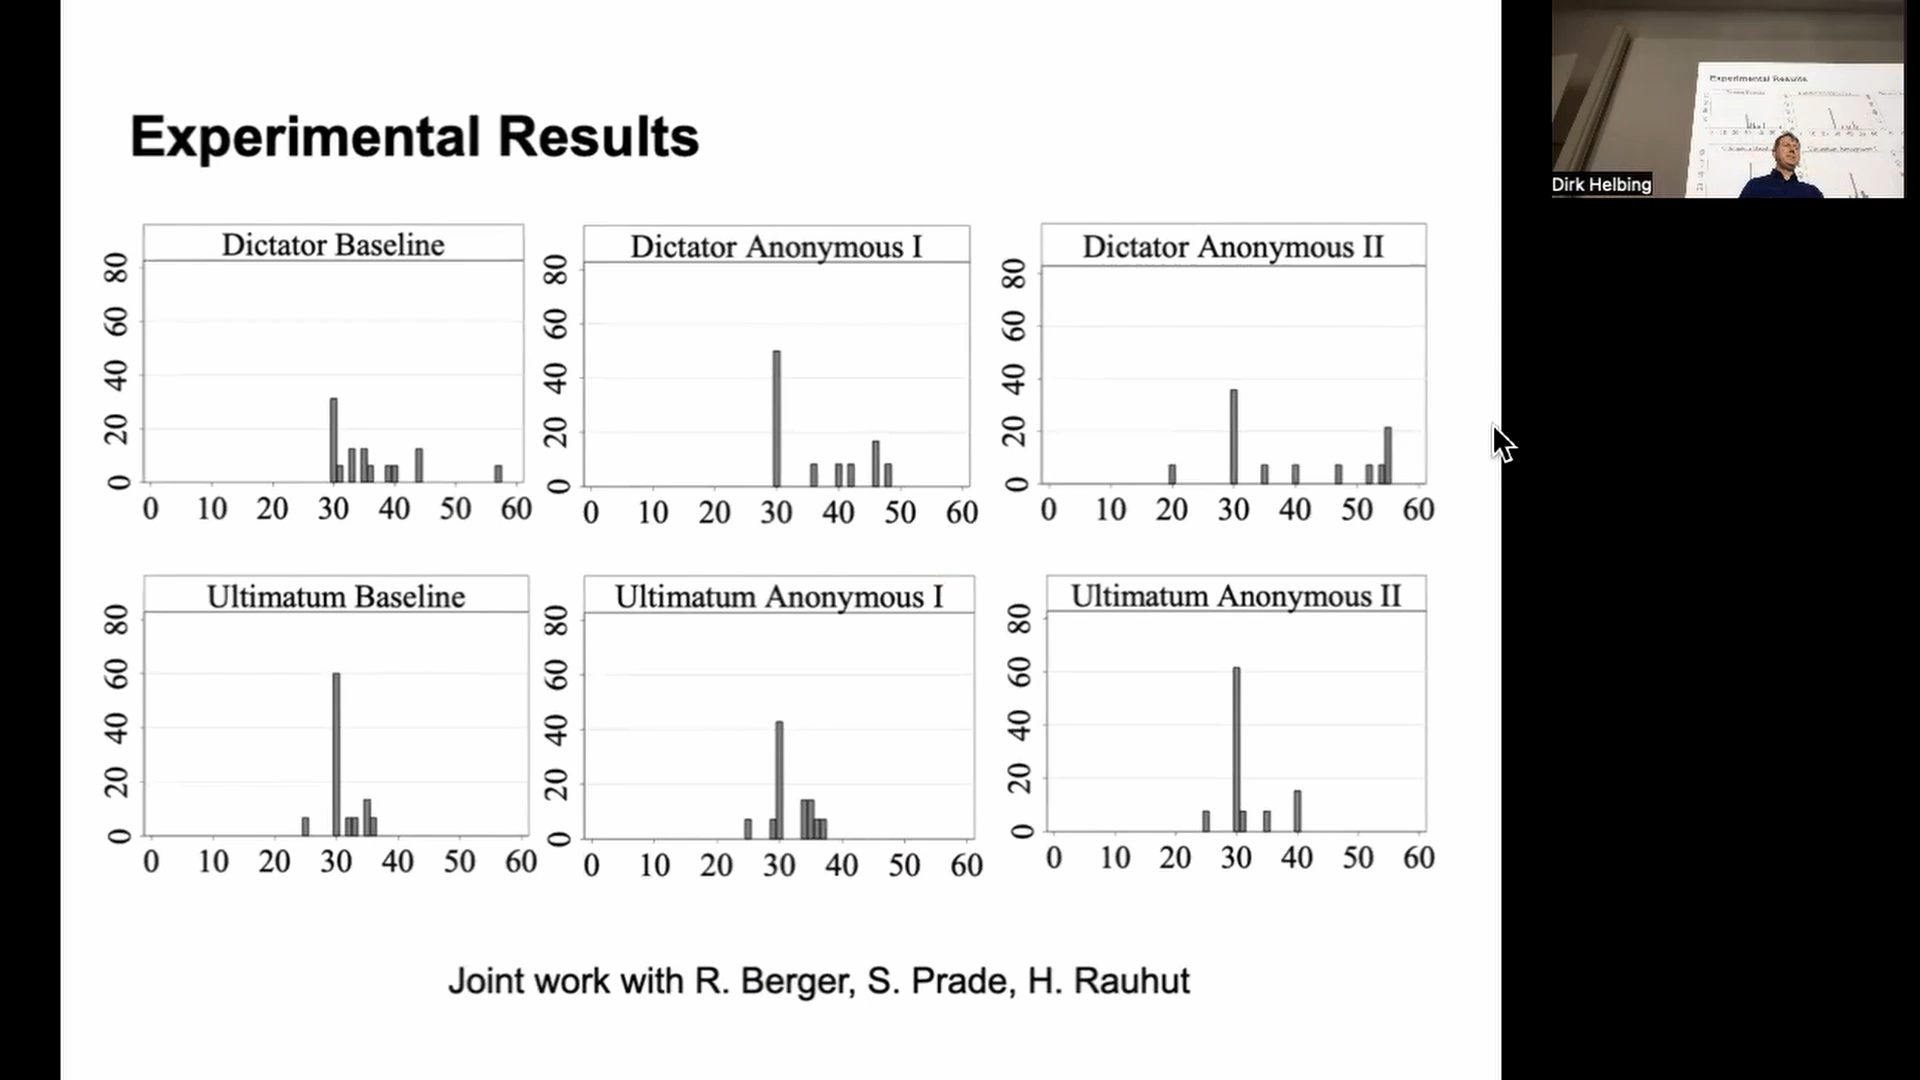 Experimental Results
Dictator Baseline
80
60
40
20
0
0 10 20 30 40 50 60
Dictator Anonymous I
80
60
40
20
0
0 10 20 30 40 50 60
Dictator Anonymous II
80
60
40
20
0
0 10 20 30 40 50 60
Ultimatum Baseline
80
60
40
20
0
0 10 20 30 40 50 60
Ultimatum Anonymous I
80
60
40
20
0
0 10 20 30 40 50 60
Ultimatum Anonymous II
80
60
40
20
0
0 10 20 30 40 50 60
Joint work with R. Berger, S. Prade, H. Rauhut
Experimental Results
Dirk Helbing